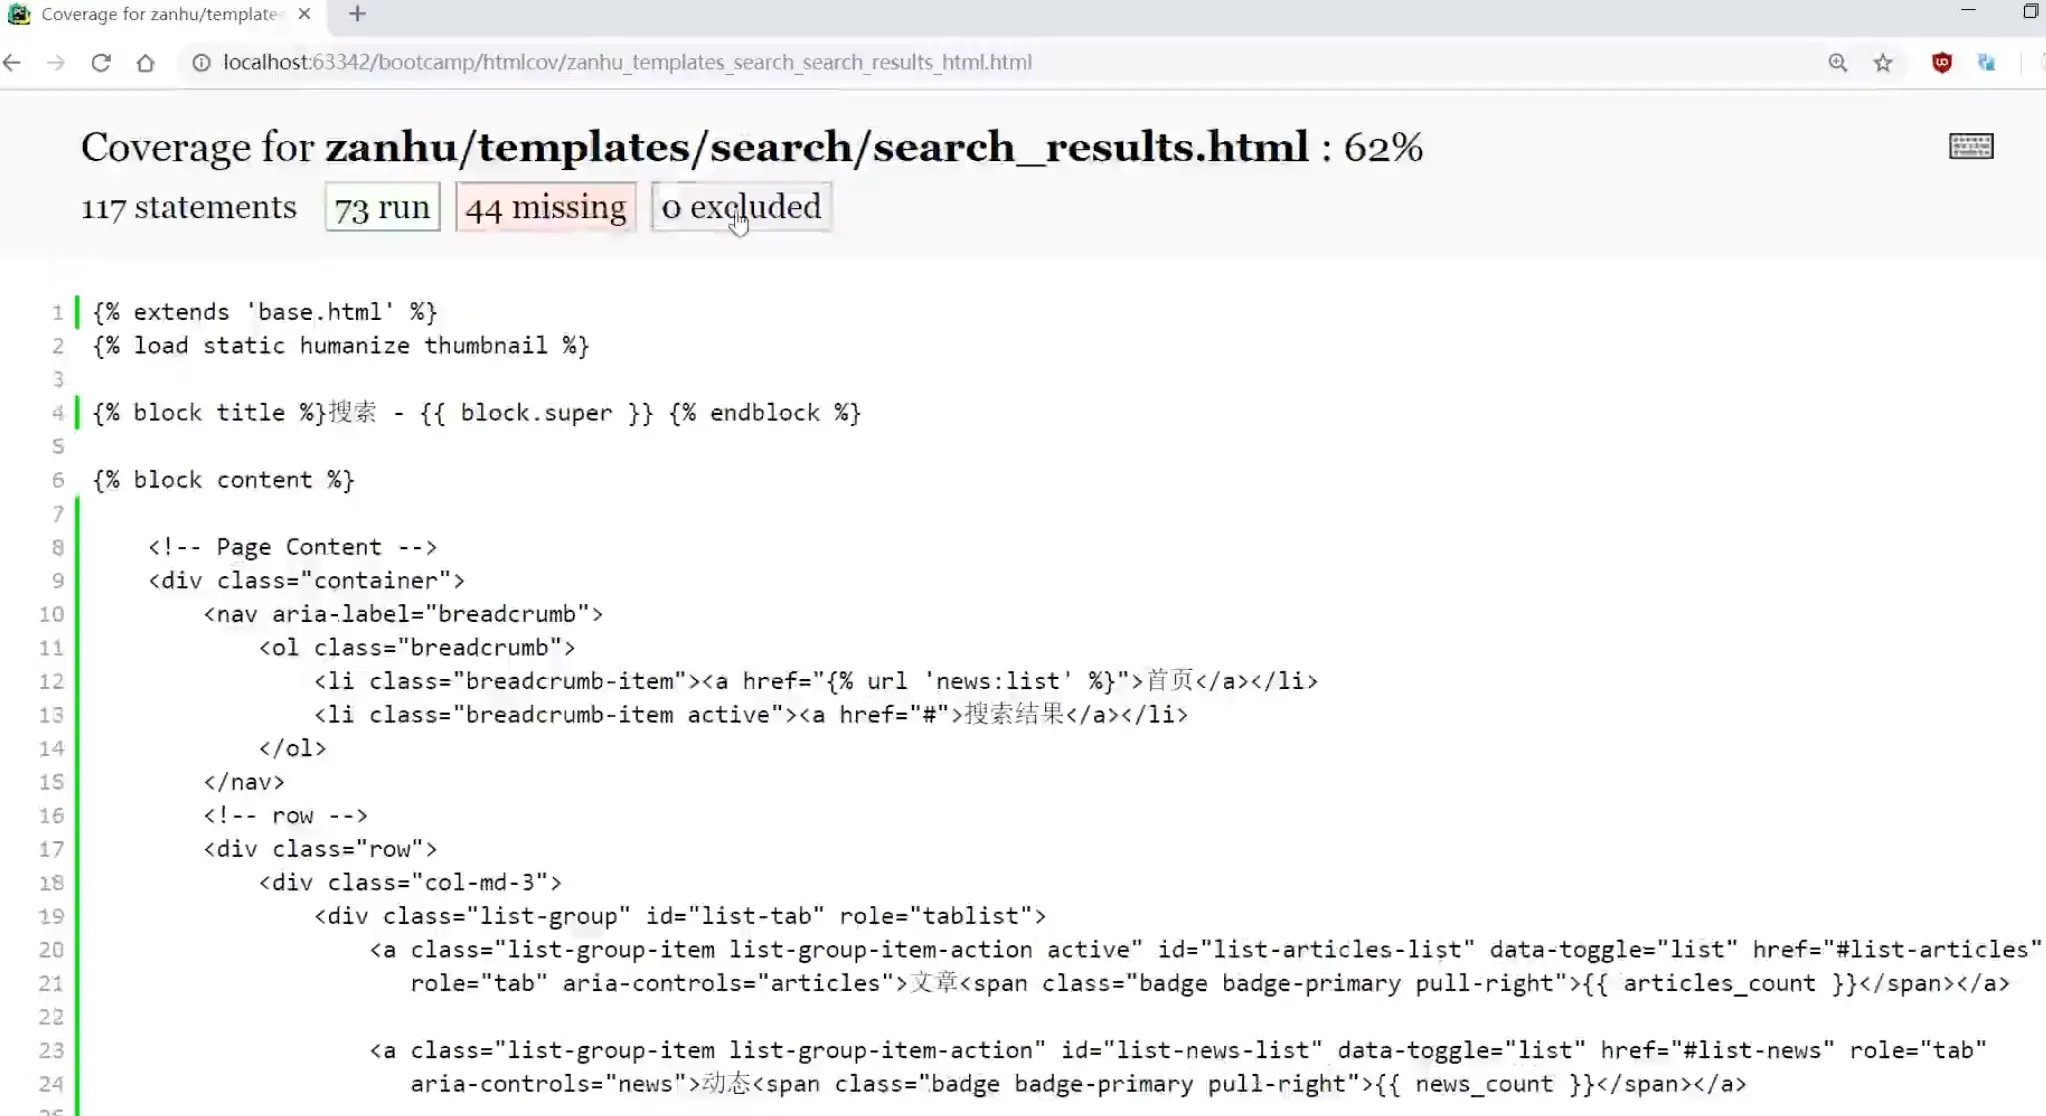 Coverage for zanhu/template
localhost:63342/bootcamp/htmlcov/zanhu_templates_search_search_results_html.html
Coverage for zanhu/templates/search/search_results.html : 62%
117 statements 73 run 44 missing 0 excluded
1 {% extends 'base.html' %}
2 {% load static humanize thumbnail %}
3
4 {% block title %}搜索 - {{ block.super }} {% endblock %}
5
6 {% block content %}
7
8 <!-- Page Content -->
9 <div class="container">
10 <nav aria-label="breadcrumb">
11 <ol class="breadcrumb">
12 <li class="breadcrumb-item"><a href="{% url 'news:list' %}">首页</a></li>
13 <li class="breadcrumb-item active"><a href="#">搜索结果</a></li>
14 </ol>
15 </nav>
16 <!-- row -->
17 <div class="row">
18 <div class="col-md-3">
19 <div class="list-group" id="list-tab" role="tablist">
20 <a class="list-group-item list-group-item-action active" id="list-articles-list" data-toggle="list" href="#list-articles"
21 role="tab" aria-controls="articles">文章<span class="badge badge-primary pull-right">{{ articles_count }}</span></a>
22
23 <a class="list-group-item list-group-item-action" id="list-news-list" data-toggle="list" href="#list-news" role="tab"
24 aria-controls="news">动态<span class="badge badge-primary pull-right">{{ news_count }}</span></a>